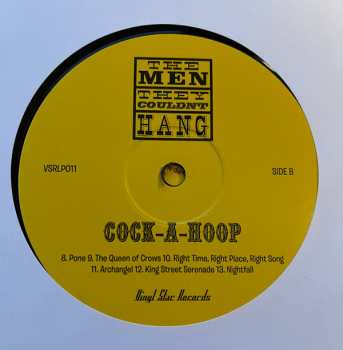 THE
MEN
THEY
COULDN'T
HANG
VSRLP011
SIDE B
COCK-A-HOOP
8. Pone 9. The Queen of Crows 10. Right Time, Right Place, Right Song
11. Archangel 12. King Street Serenade 13. Nightfall
Vinyl Star Records